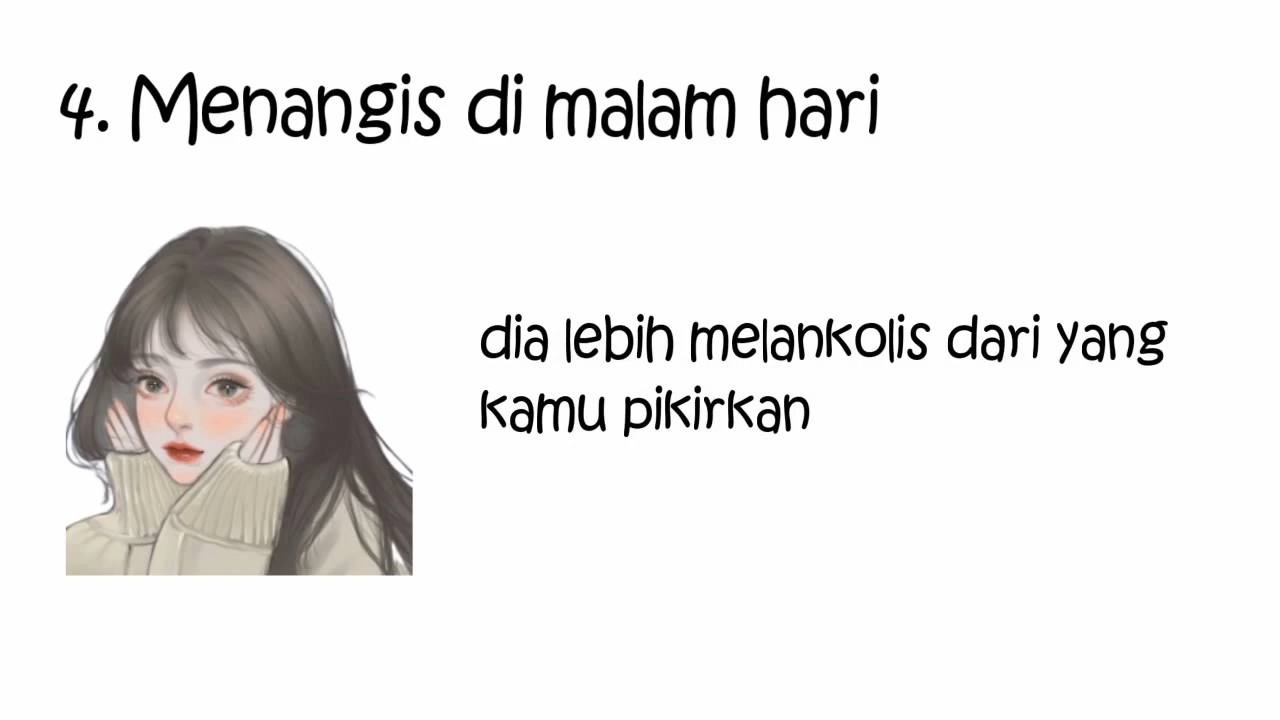 4. Menangis di malam hari
dia lebih melankolis dari yang
kamu pikirkan